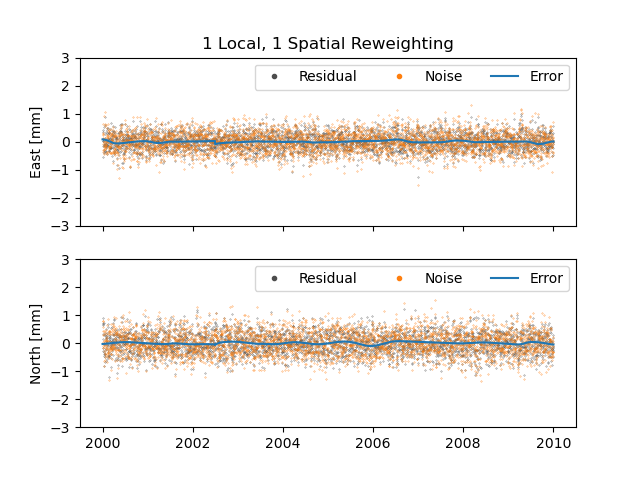 1 Local, 1 Spatial Reweighting
3
2
1
0
−1
−2
−3
East [mm]
Residual Noise Error
3
2
1
0
−1
−2
−3
North [mm]
Residual Noise Error
2000 2002 2004 2006 2008 2010